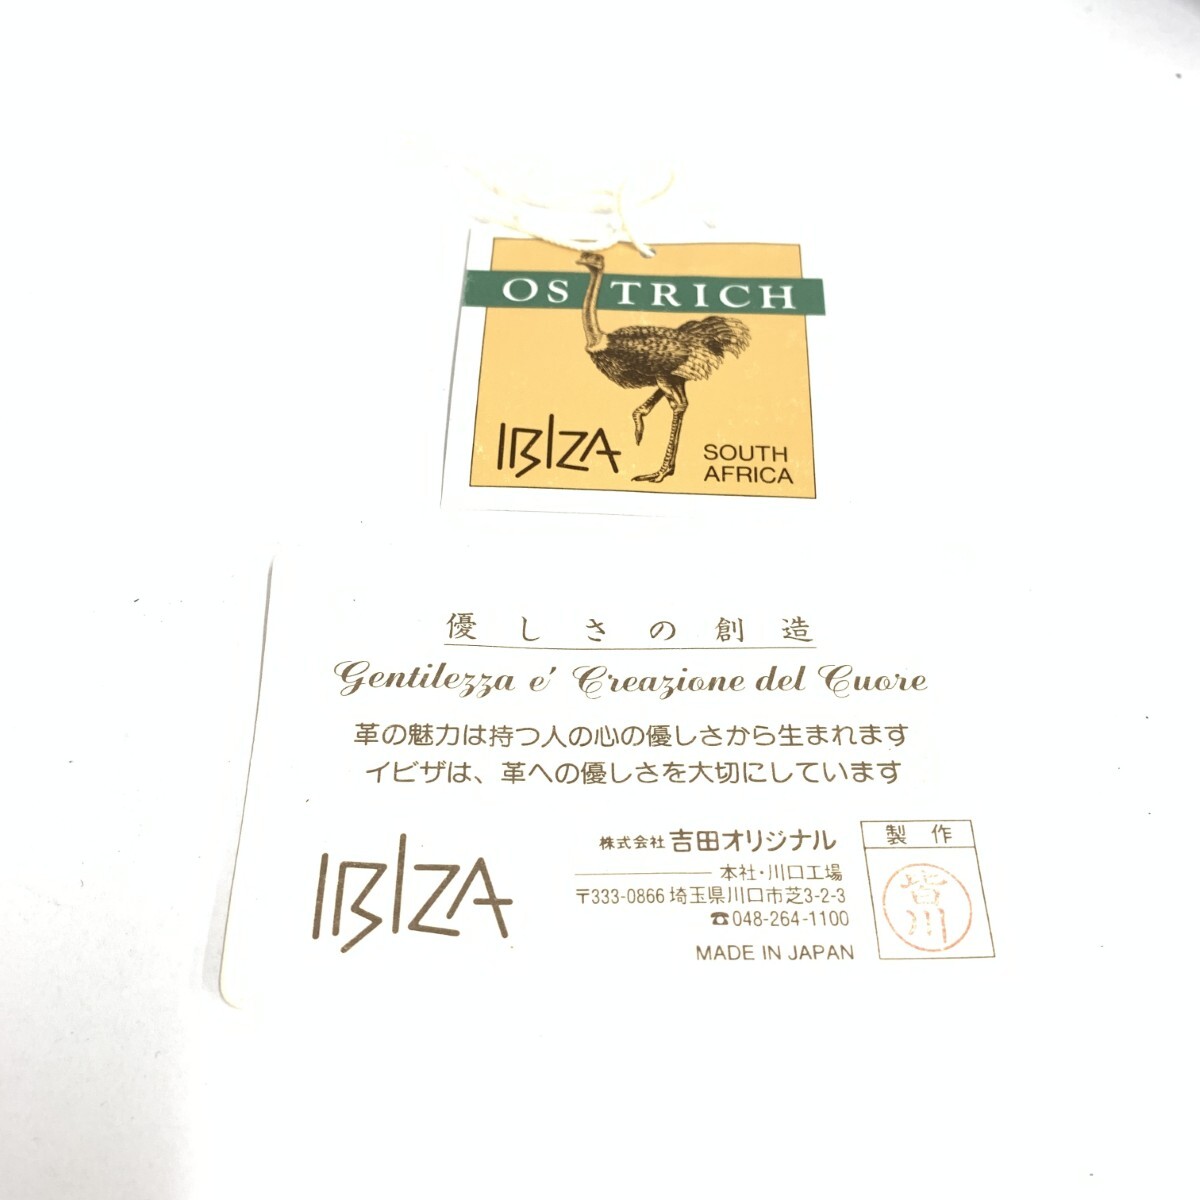 OSTRICH
IBIZA
SOUTH
AFRICA
優しさの創造
Gentilezza e' Creazione del Cuore
革の魅力は持つ人の心の優しさから生まれます
イビザは、革への優しさを大切にしています
IBIZA
株式会社 吉田オリジナル
本社・川口工場
〒333-0866 埼玉県川口市芝3-2-3
☎048-264-1100
MADE IN JAPAN
製作
皆川